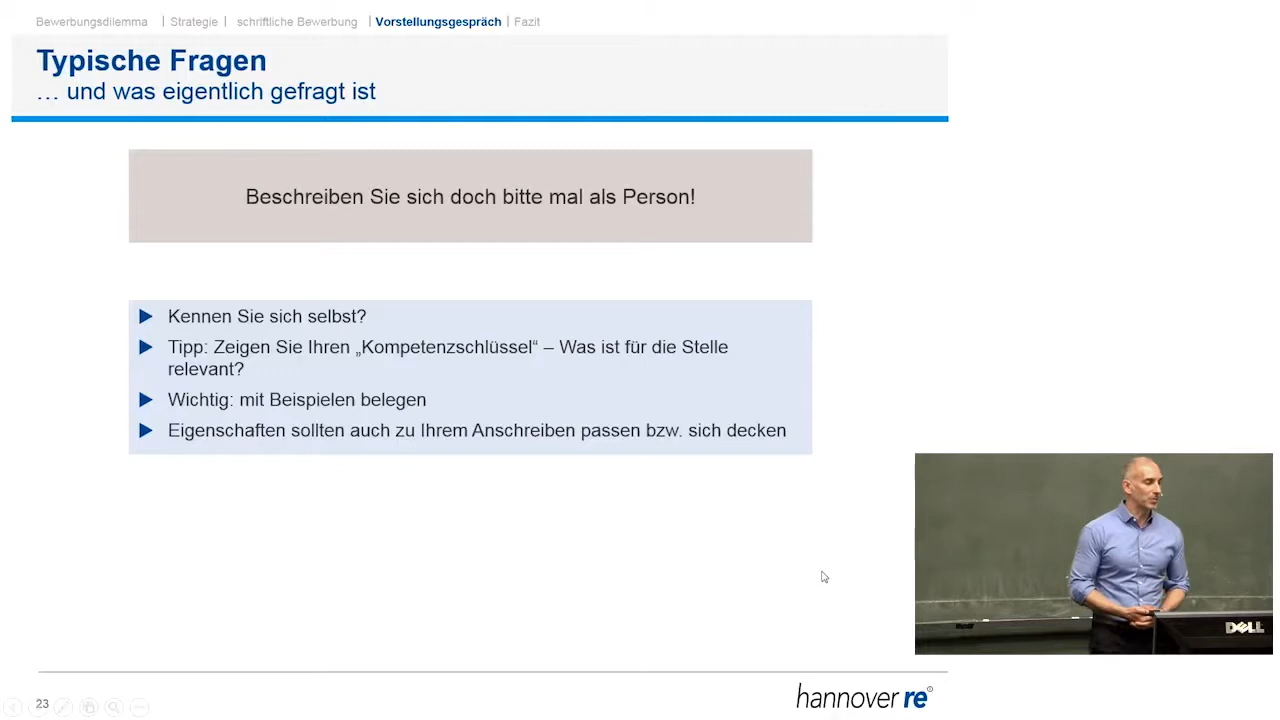 Bewerbungsdilemma | Strategie | schriftliche Bewerbung | Vorstellungsgespräch | Fazit
Typische Fragen
… und was eigentlich gefragt ist
Beschreiben Sie sich doch bitte mal als Person!
Kennen Sie sich selbst?
Tipp: Zeigen Sie Ihren „Kompetenzschlüssel“ – Was ist für die Stelle
relevant?
Wichtig: mit Beispielen belegen
Eigenschaften sollten auch zu Ihrem Anschreiben passen bzw. sich decken
DELL
23
hannover re